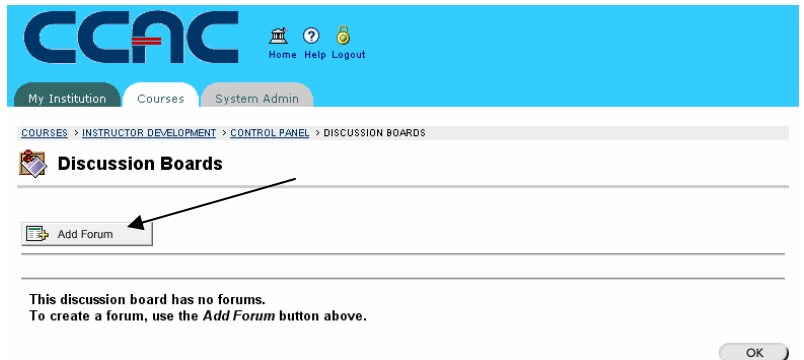 CCAC
Home Help Logout
My Institution Courses System Admin
COURSES > INSTRUCTOR DEVELOPMENT > CONTROL PANEL > DISCUSSION BOARDS
Discussion Boards
Add Forum
This discussion board has no forums.
To create a forum, use the Add Forum button above.
OK